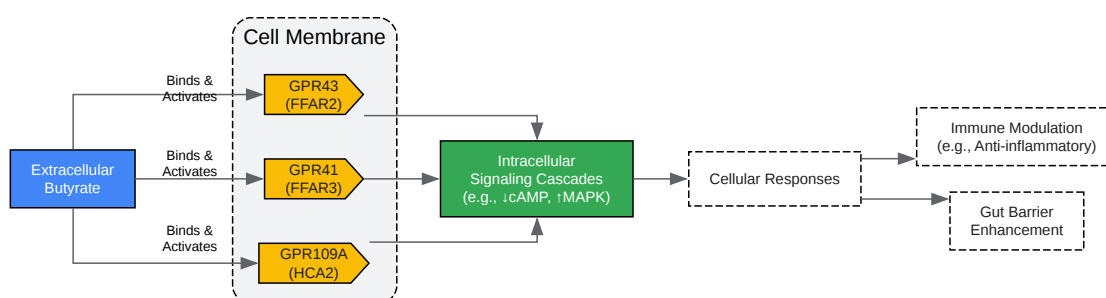 Cell Membrane
Binds &
Activates
GPR43
(FFAR2)
Extracellular
Butyrate
Binds &
Activates
GPR41
(FFAR3)
Binds &
Activates
GPR109A
(HCA2)
Intracellular
Signaling Cascades
(e.g., ↓cAMP, ↑MAPK)
Cellular Responses
Immune Modulation
(e.g., Anti-inflammatory)
Gut Barrier
Enhancement